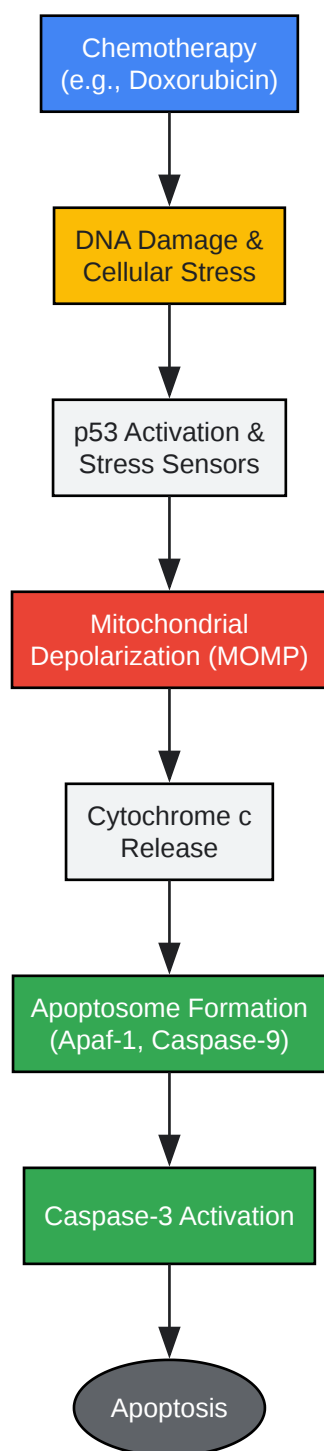 Chemotherapy
(e.g., Doxorubicin)
DNA Damage &
Cellular Stress
p53 Activation &
Stress Sensors
Mitochondrial
Depolarization (MOMP)
Cytochrome c
Release
Apoptosome Formation
(Apaf-1, Caspase-9)
Caspase-3 Activation
Apoptosis